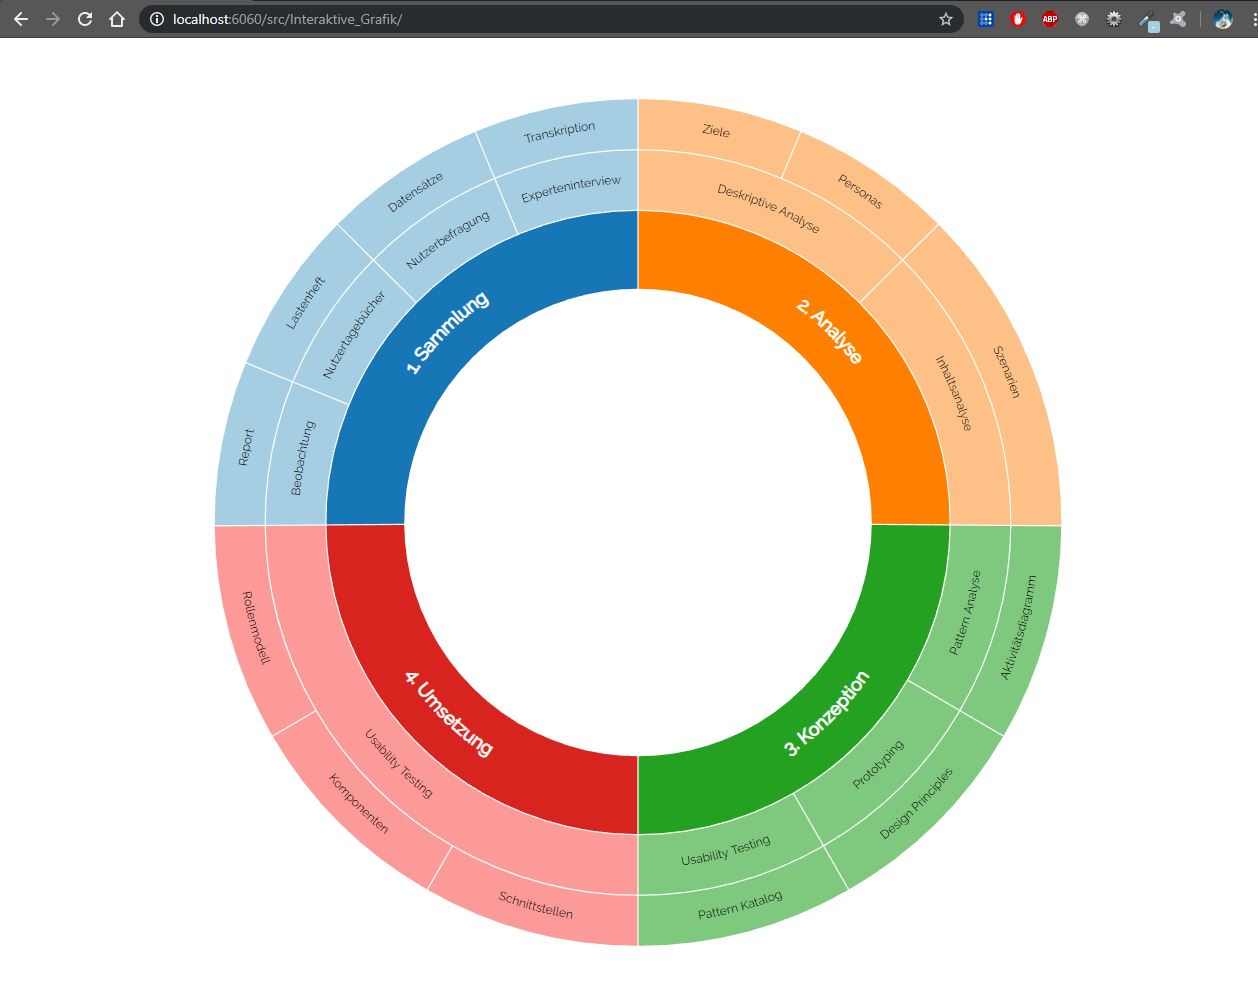 localhost:6060/src/Interaktive_Grafik/
ABP
Transkription
Datensätze
Lastenheft
Report
Experteninterview
Nutzerbefragung
Nutzertagebücher
Beobachtung
1. Sammlung
Ziele
Personas
Szenarien
Deskriptive Analyse
Inhaltsanalyse
2. Analyse
Aktivitätsdiagramm
Design Principles
Pattern Katalog
Pattern Analyse
Prototyping
Usability Testing
3. Konzeption
Rollenmodell
Komponenten
Schnittstellen
Usability Testing
4. Umsetzung